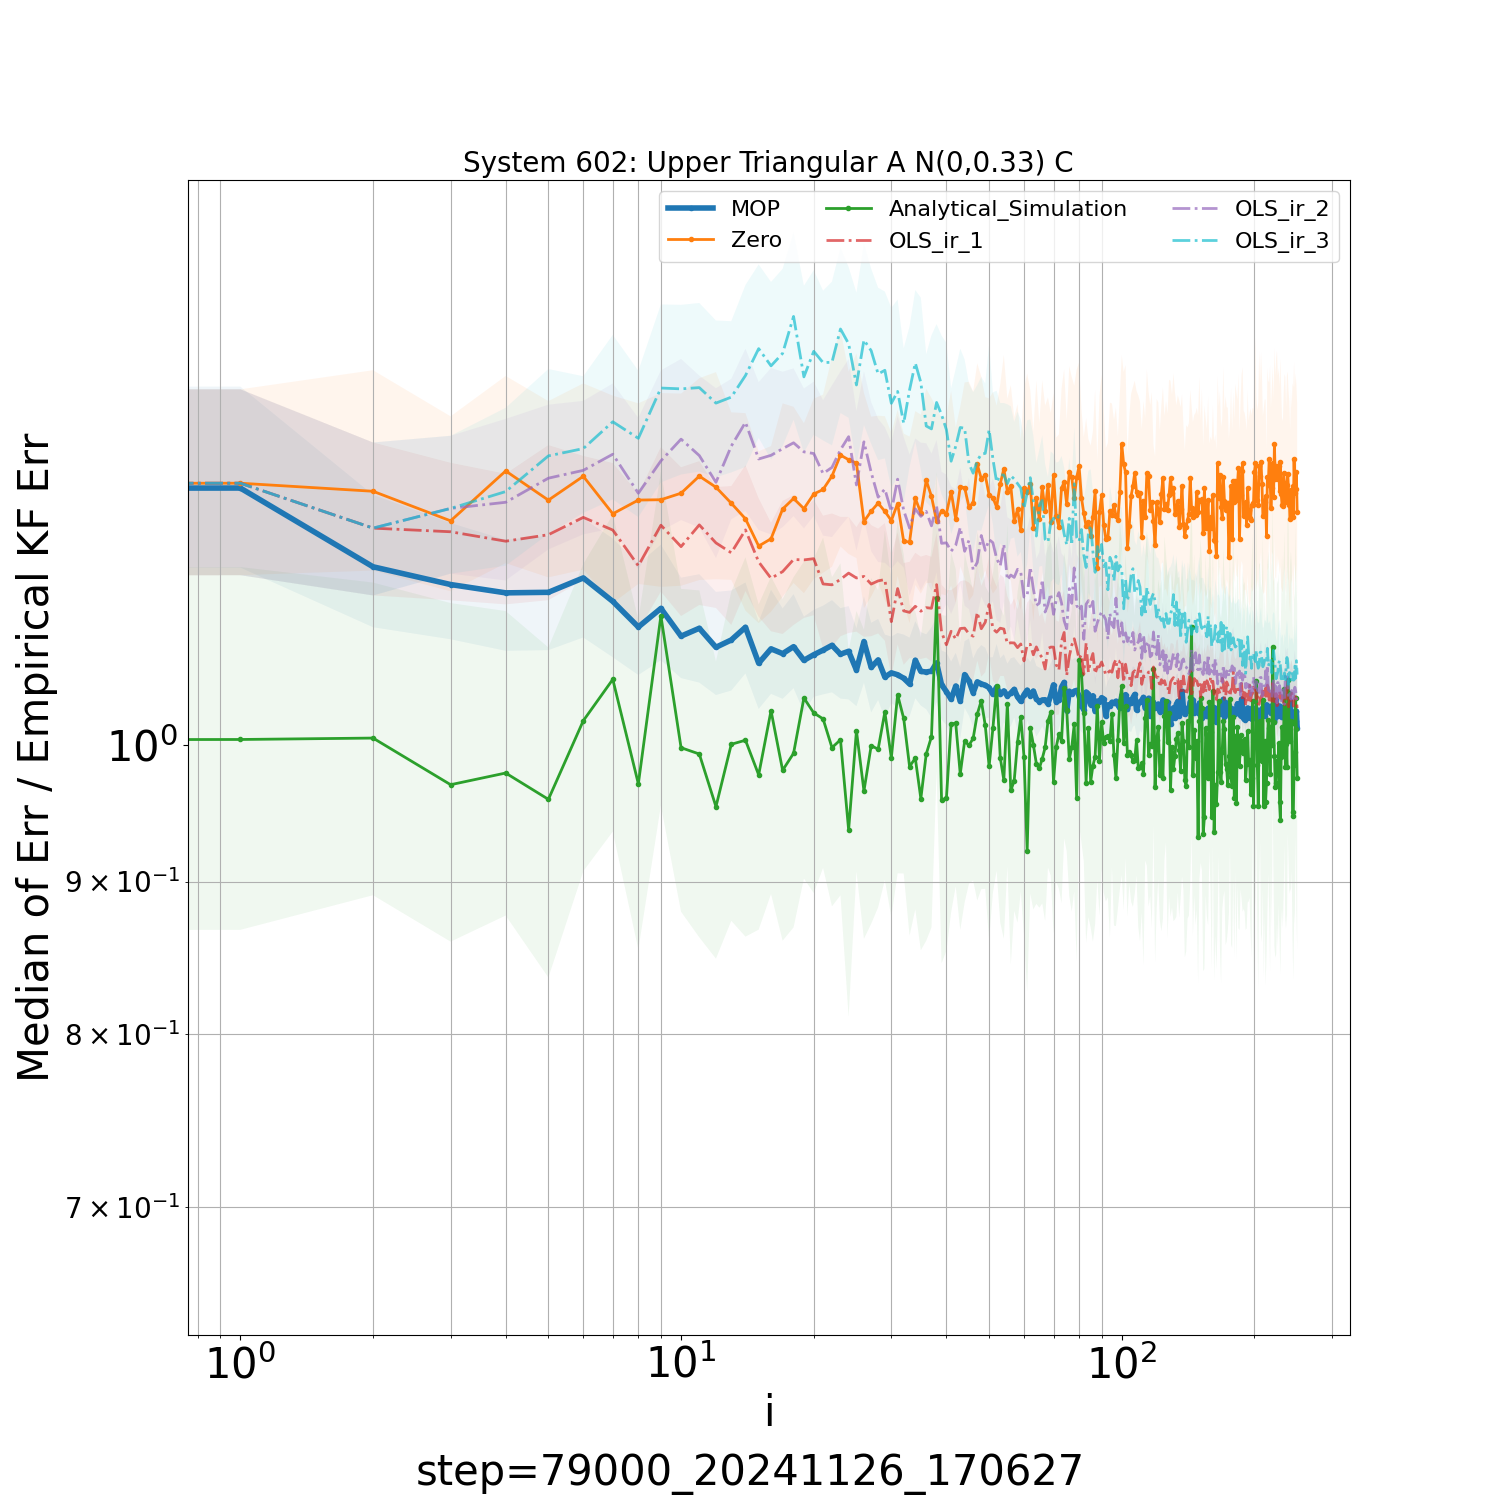 System 602: Upper Triangular A N(0,0.33) C
MOP
Zero
Analytical_Simulation
OLS_ir_1
OLS_ir_2
OLS_ir_3
Median of Err / Empirical KF Err
10⁰
9 × 10⁻¹
8 × 10⁻¹
7 × 10⁻¹
10⁰ 10¹ 10²
i
step=79000_20241126_170627